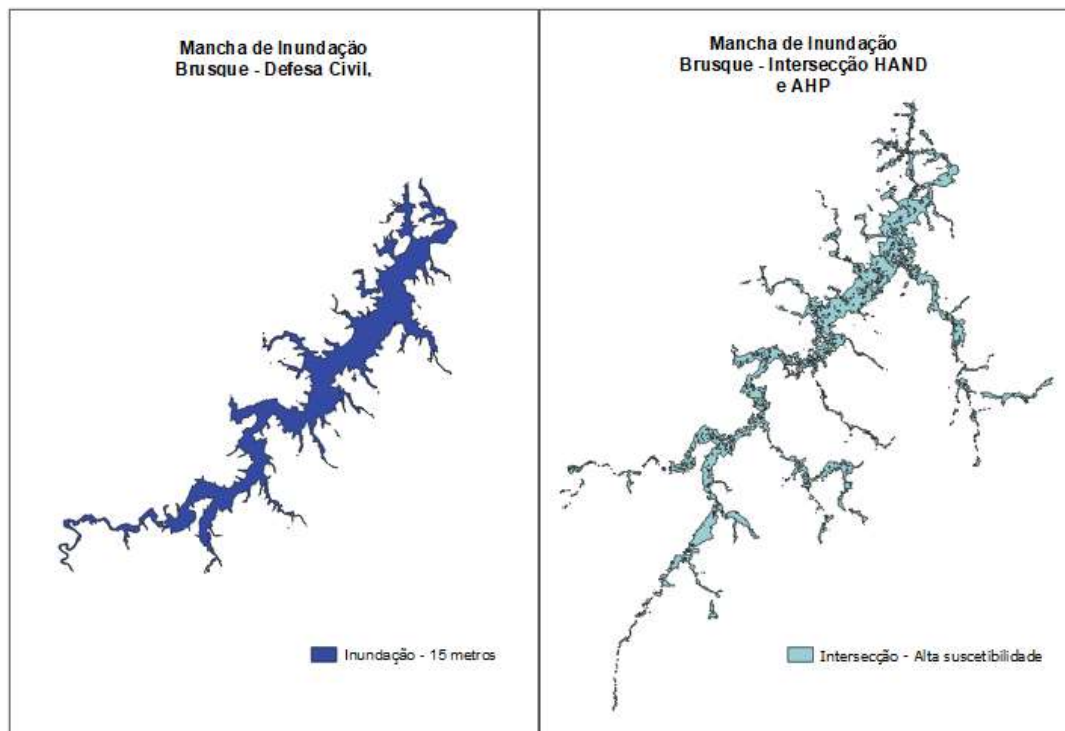 Mancha de Inundação
Brusque - Defesa Civil,
Inundação - 15 metros
Mancha de Inundação
Brusque - Intersecção HAND
e AHP
Intersecção - Alta suscetibilidade